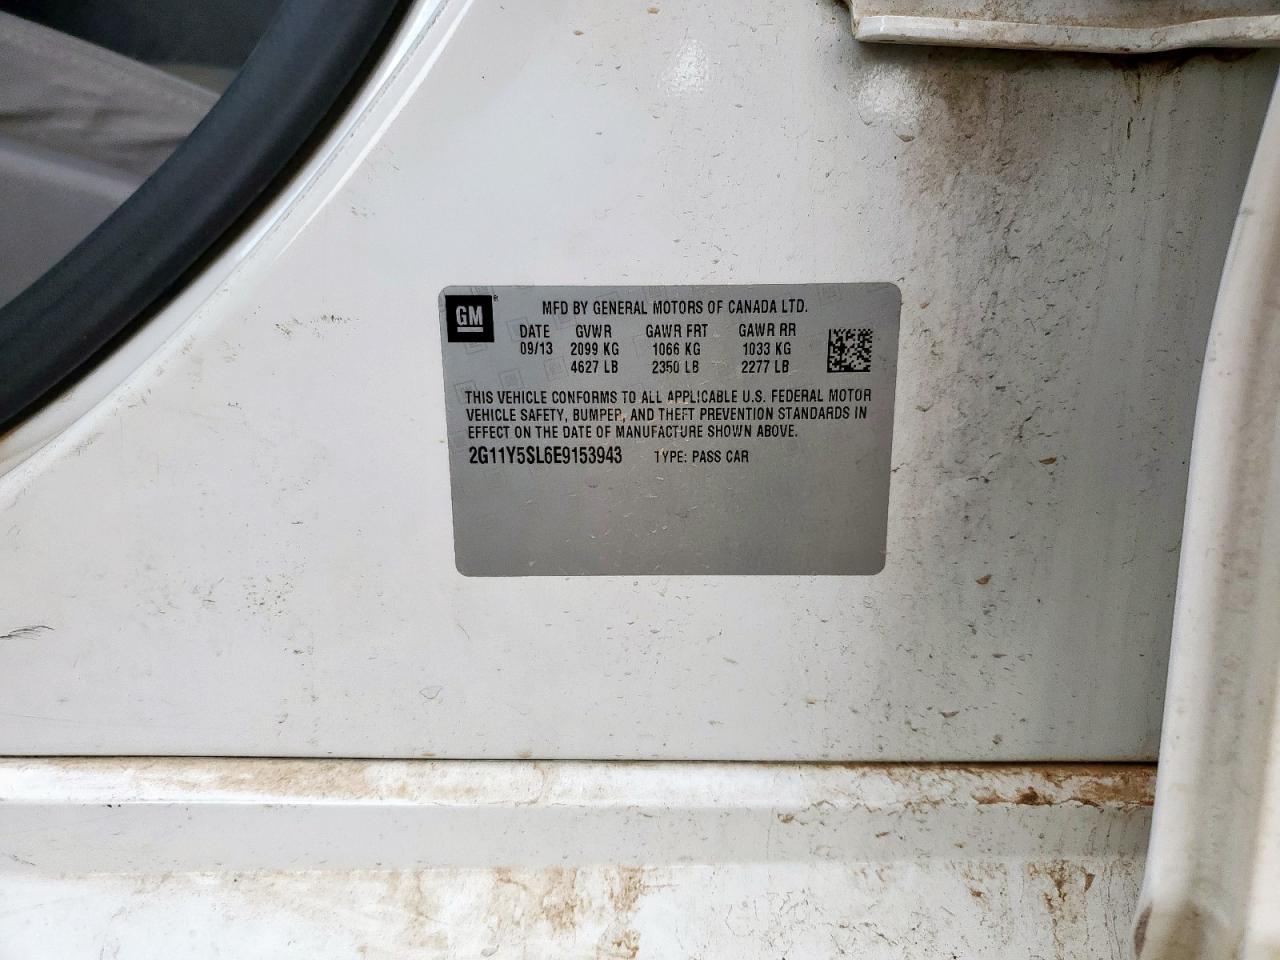 GM
MFD BY GENERAL MOTORS OF CANADA LTD.
DATE GVWR GAWR FRT GAWR RR
09/13 2099 KG 1066 KG 1033 KG
4627 LB 2350 LB 2277 LB
THIS VEHICLE CONFORMS TO ALL APPLICABLE U.S. FEDERAL MOTOR
VEHICLE SAFETY, BUMPER, AND THEFT PREVENTION STANDARDS IN
EFFECT ON THE DATE OF MANUFACTURE SHOWN ABOVE.
2G11Y5SL6E9153943 TYPE: PASS CAR